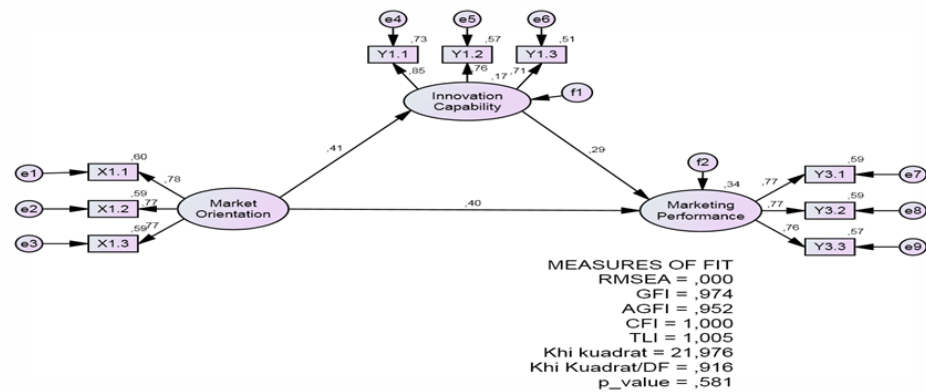 e4
e5
e6
,73
,57
,51
Y1.1
Y1.2
Y1.3
,85
,76
,71
,17
Innovation
Capability
f1
,41
,29
,60
e1
X1.1
,78
,59
e2
X1.2
,77
,59
e3
X1.3
,77
Market
Orientation
,40
f2
,34
Marketing
Performance
,59
,77
Y3.1
e7
,59
,77
Y3.2
e8
,57
,76
Y3.3
e9
MEASURES OF FIT
RMSEA = ,000
GFI = ,974
AGFI = ,952
CFI = 1,000
TLI = 1,005
Khi kuadrat = 21,976
Khi Kuadrat/DF = ,916
p_value = ,581